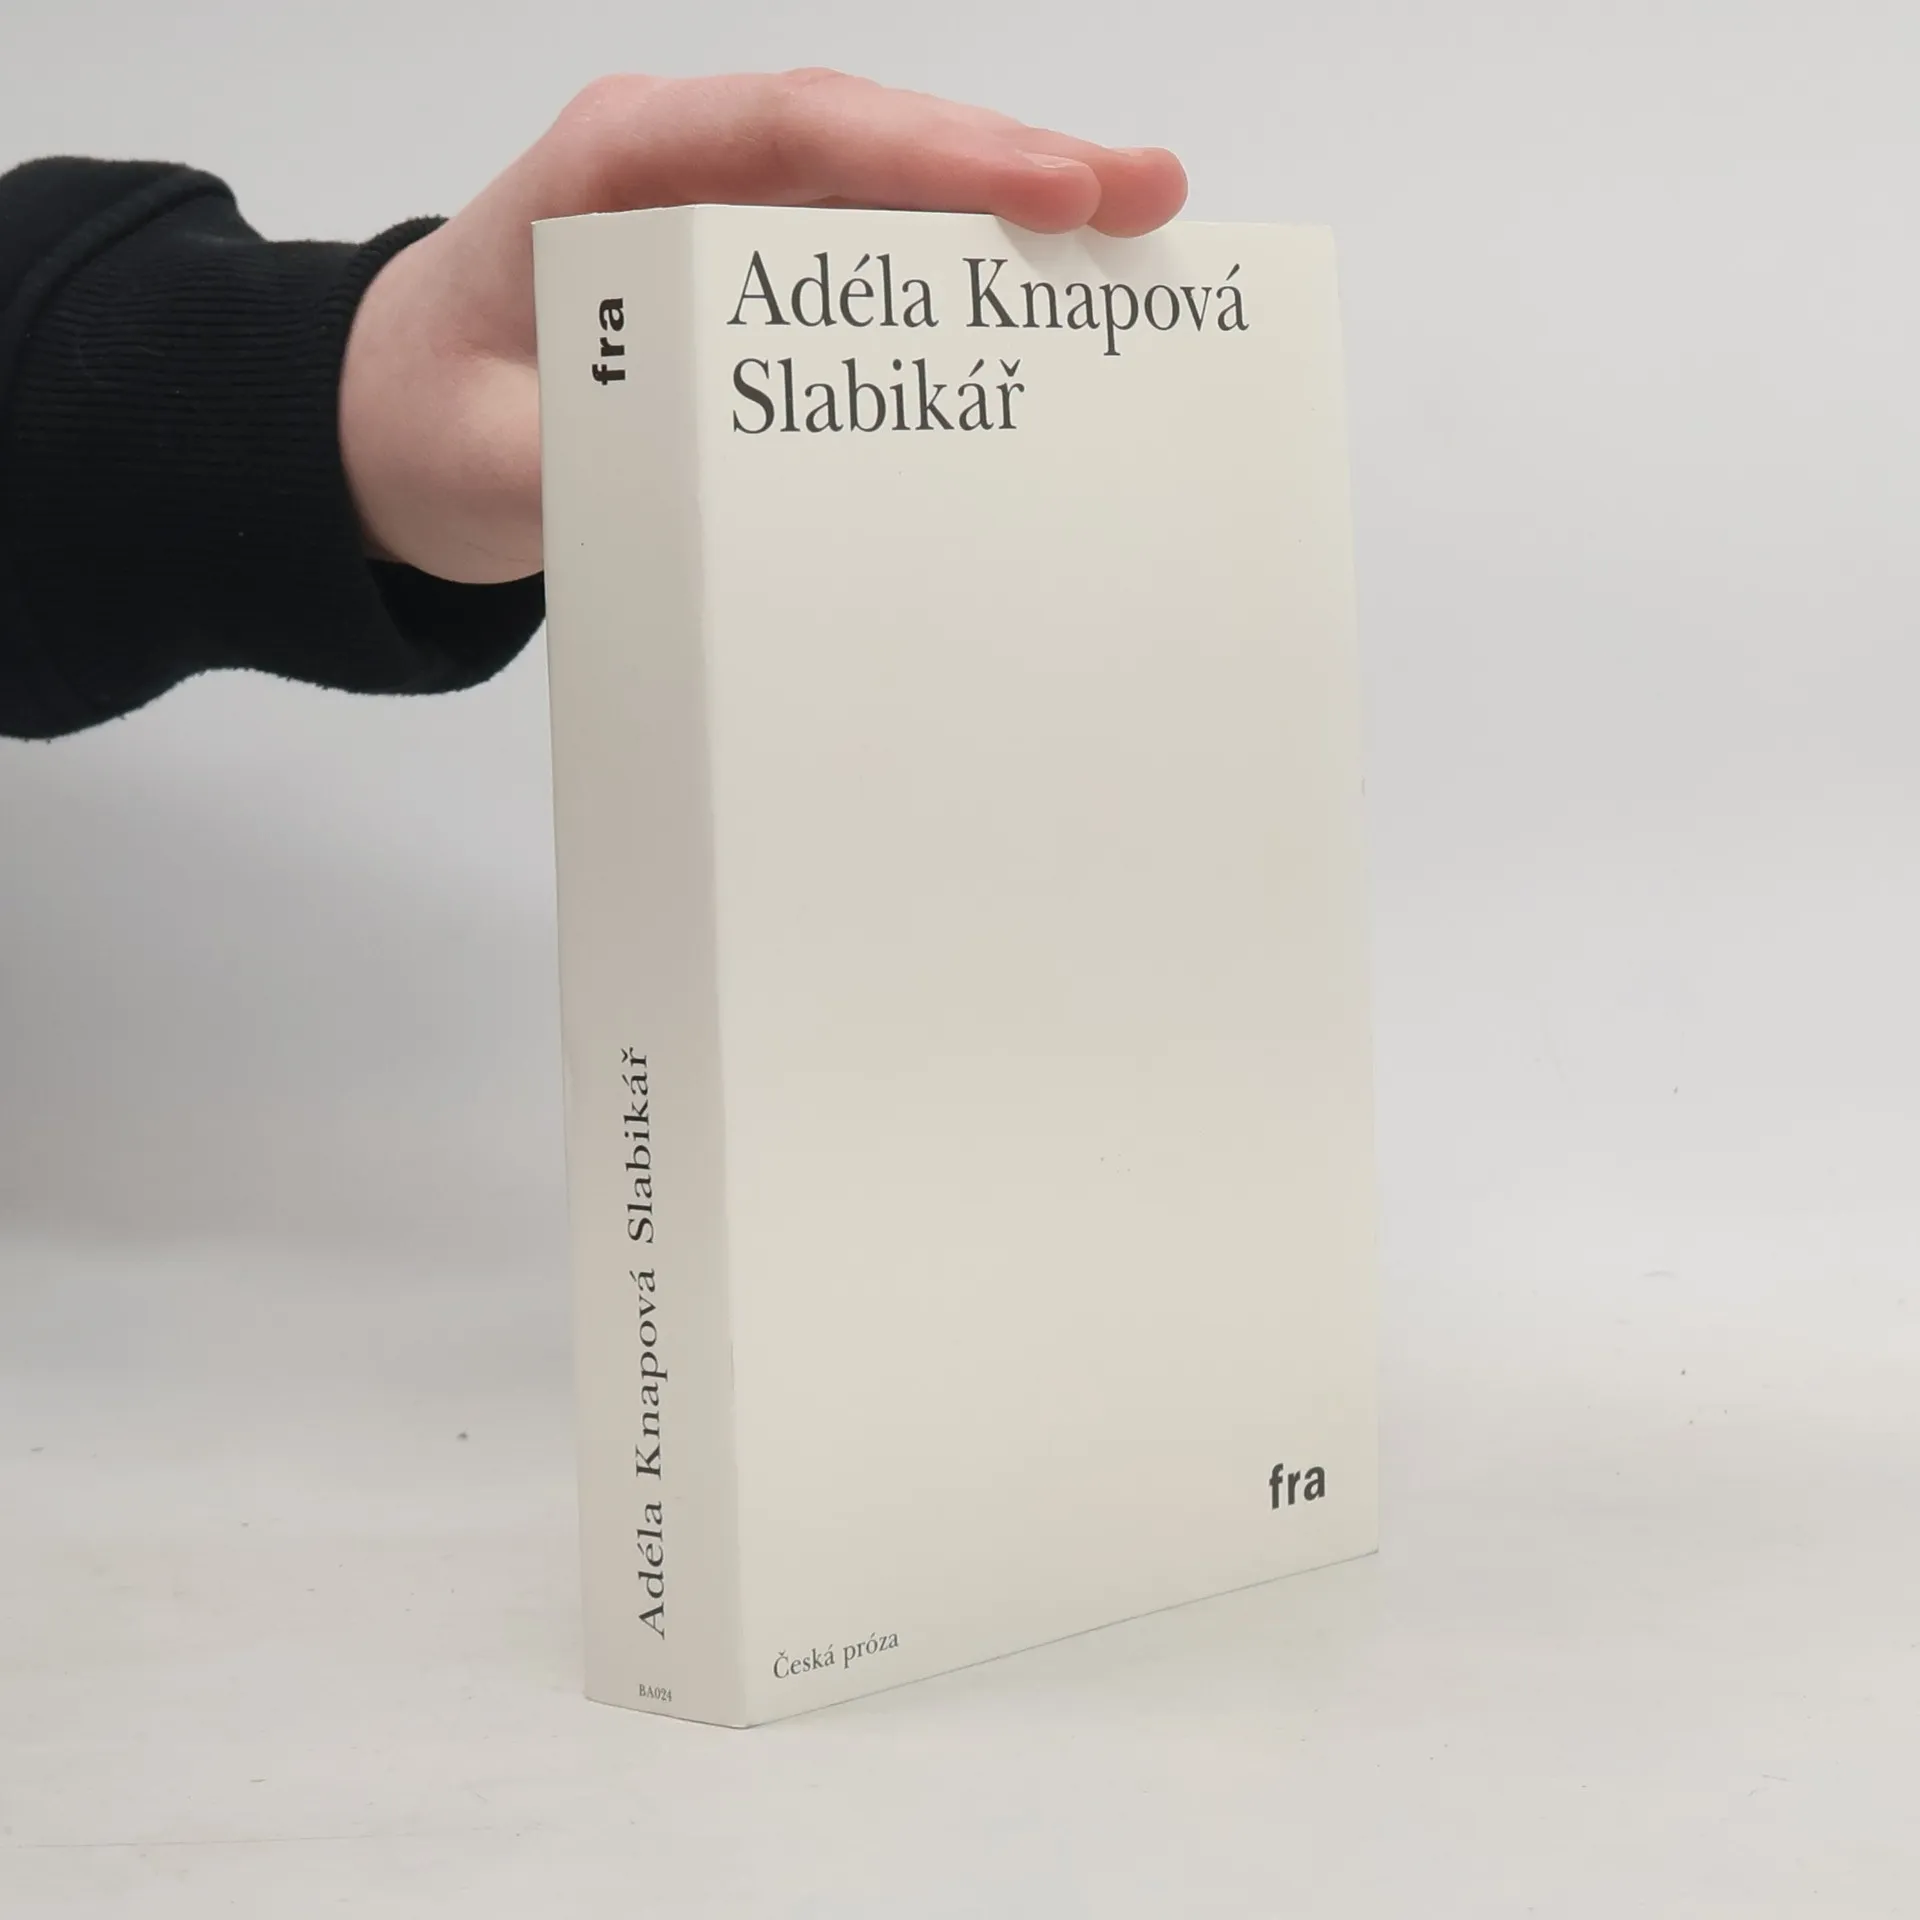 Adéla Knapová
Slabikář
fra
Česká próza
fra
Adéla Knapová Slabikář
BA024